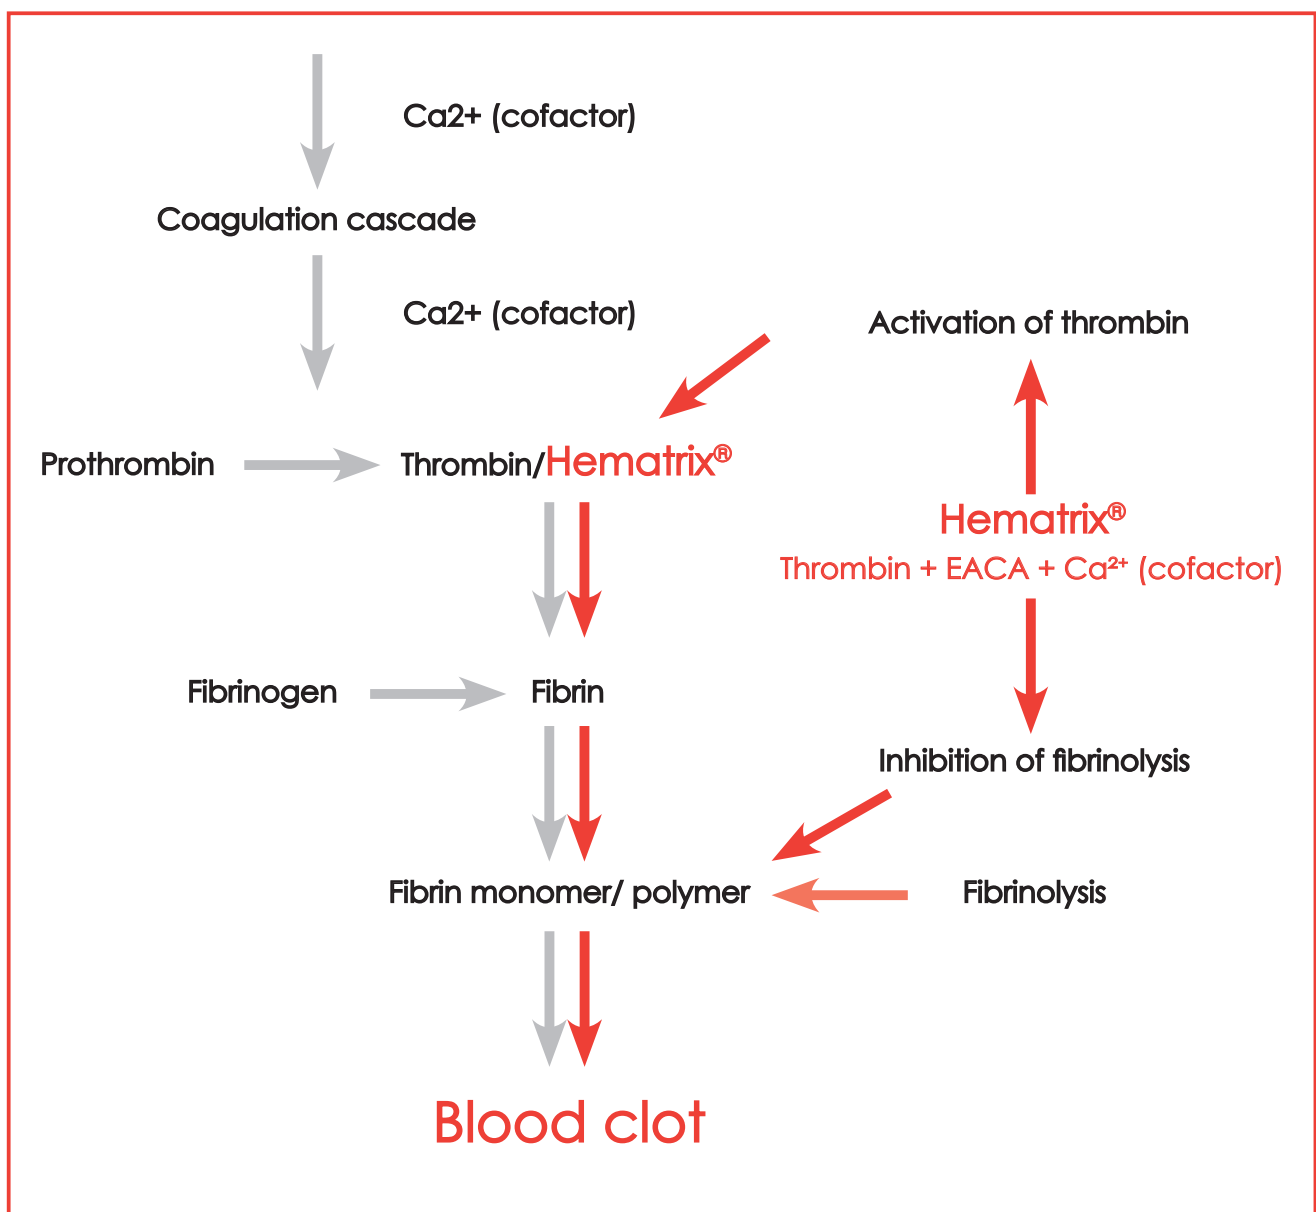 Ca2+ (cofactor)
Coagulation cascade
Ca2+ (cofactor)
Activation of thrombin
Prothrombin
Thrombin/Hematrix®
Hematrix®
Thrombin + EACA + Ca²⁺ (cofactor)
Fibrinogen
Fibrin
Inhibition of fibrinolysis
Fibrin monomer/ polymer
Fibrinolysis
Blood clot